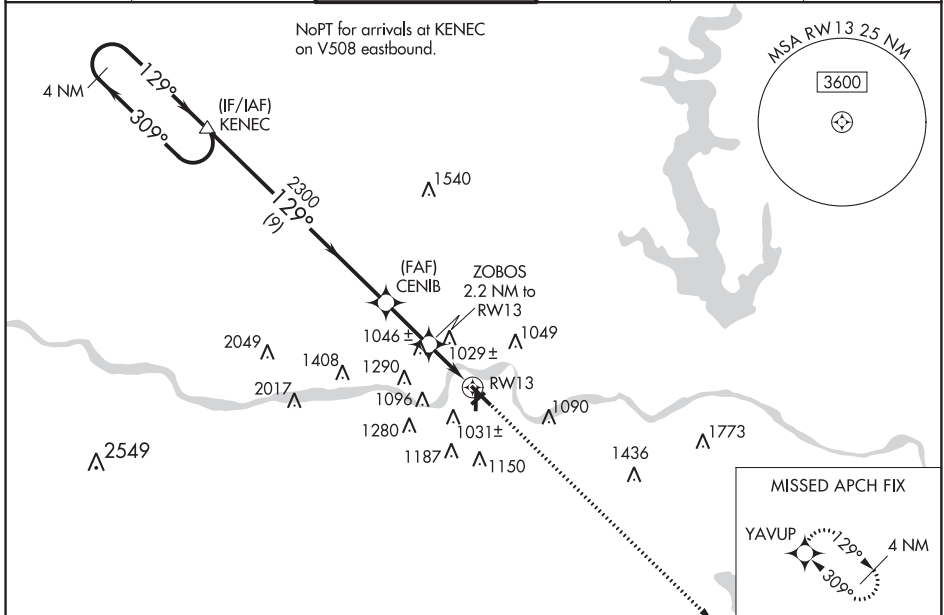 NoPT for arrivals at KENEC
on V508 eastbound.
MSA RW13 25 NM
3600
4 NM
129°
309°
(IF/IAF)
KENEC
1540
2300
129°
(9)
(FAF)
CENIB
ZOBOS
2.2 NM to
RW13
1046 ±
1029 ±
1049
2049
1408
1290
RW13
2017
1096
1090
1280
1031 ±
1187
1150
1773
1436
2549
MISSED APCH FIX
YAVUP
129°
4 NM
309°